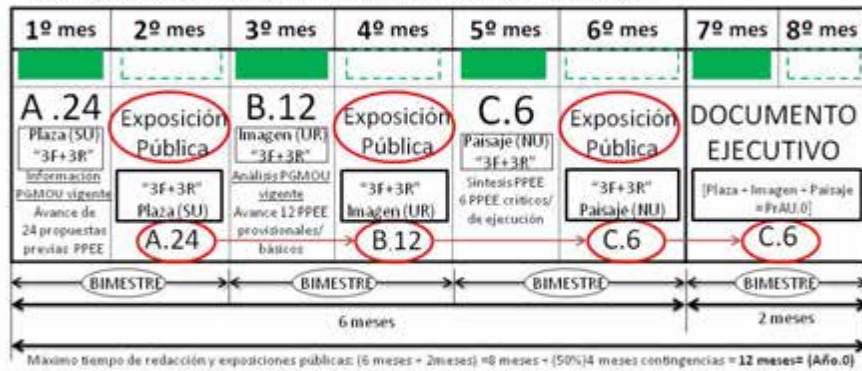 1º mes 2º mes 3º mes 4º mes 5º mes 6º mes 7º mes 8º mes
A .24
Plaza (SU)
"3F+3R"
Información
PGMOU vigente
Avance de
24 propuestas
previas PPEE
Exposición
Pública
"3F+3R"
Plaza (SU)
A.24
B.12
Imagen (UR)
"3F+3R"
Análisis PGMOU
vigente
Avance 12 PPEE
provisionales/
básicos
Exposición
Pública
"3F+3R"
Imagen (UR)
B.12
C.6
Paisaje (NU)
"3F+3R"
Síntesis PPEE
6 PPEE críticos/
de ejecución
Exposición
Pública
"3F+3R"
Paisaje (NU)
C.6
DOCUMENTO
EJECUTIVO
[Plaza + Imagen + Paisaje
=PrAU.0]
C.6
BIMESTRE BIMESTRE BIMESTRE BIMESTRE
6 meses 2 meses
Maximo tiempo de redacción y exposiciones públicas: (6 meses + 2meses) =8 meses + (50%)4 meses contingencias = 12 meses= (Año.0)